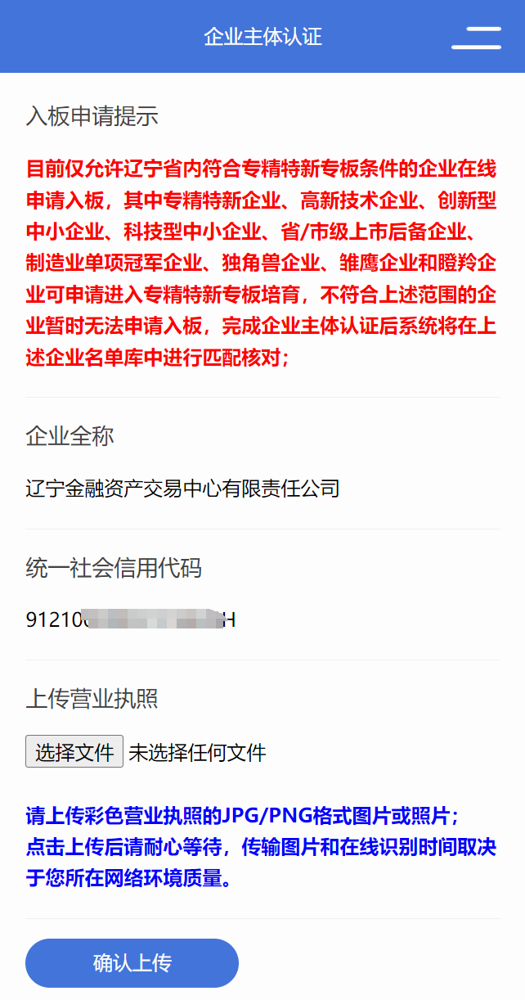 企业主体认证
入板申请提示
目前仅允许辽宁省内符合专精特新专板条件的企业在线
申请入板，其中专精特新企业、高新技术企业、创新型
中小企业、科技型中小企业、省/市级上市后备企业、
制造业单项冠军企业、独角兽企业、雏鹰企业和瞪羚企
业可申请进入专精特新专板培育，不符合上述范围的企
业暂时无法申请入板，完成企业主体认证后系统将在上
述企业名单库中进行匹配核对；
企业全称
辽宁金融资产交易中心有限责任公司
统一社会信用代码
91210 H
上传营业执照
选择文件 未选择任何文件
请上传彩色营业执照的JPG/PNG格式图片或照片；
点击上传后请耐心等待，传输图片和在线识别时间取决
于您所在网络环境质量。
确认上传